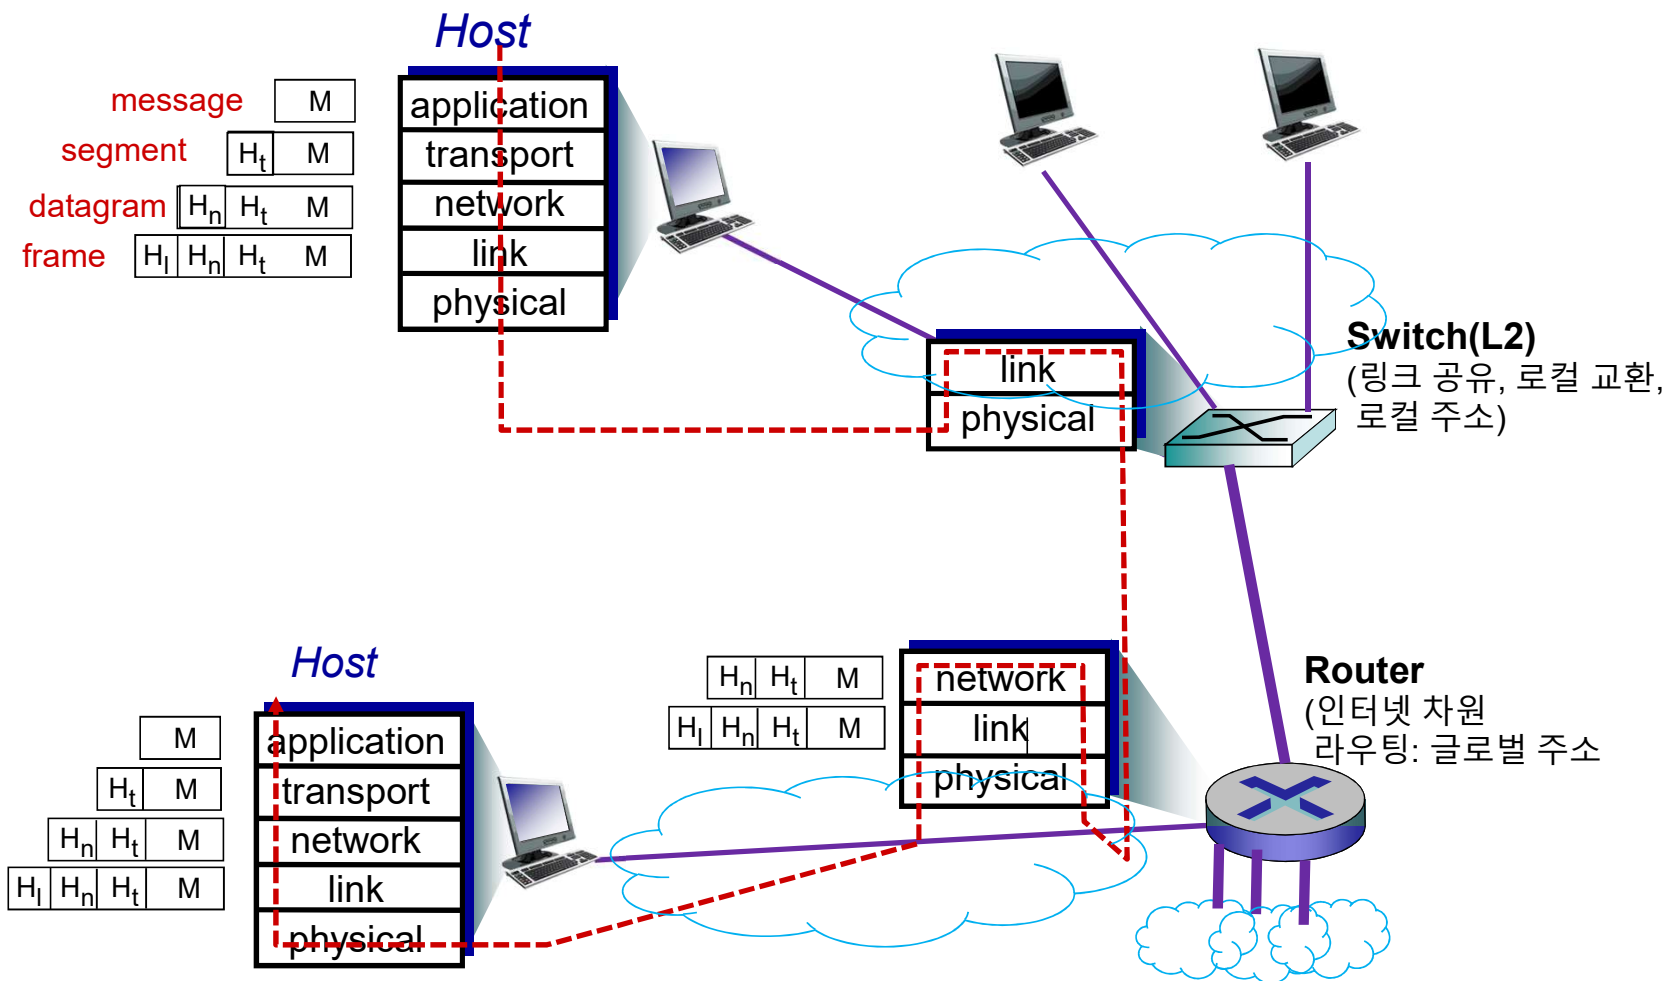 Host
message M
segment Ht M
datagram Hn Ht M
frame Hl Hn Ht M
application
transport
network
link
physical
link
physical
Switch(L2)
(링크 공유, 로컬 교환,
로컬 주소)
Host
M
Ht M
Hn Ht M
Hl Hn Ht M
application
transport
network
link
physical
Hn Ht M
Hl Hn Ht M
network
link
physical
Router
(인터넷 차원
라우팅: 글로벌 주소